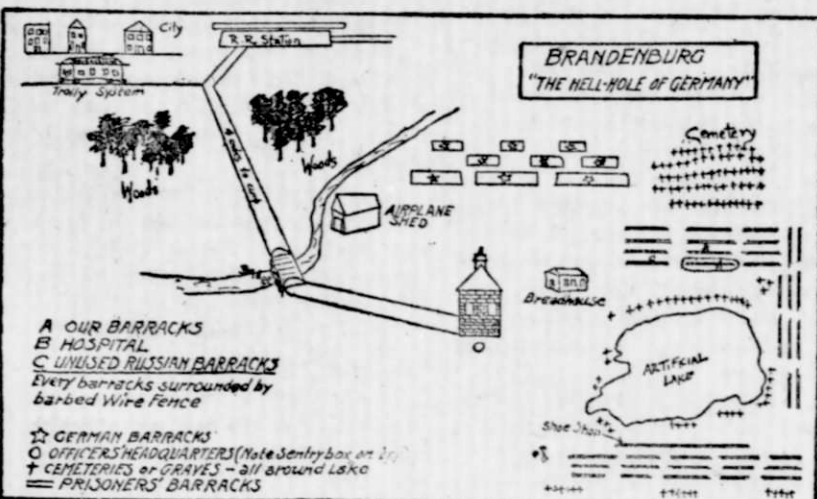 City
R.R. Station
Trolly System
BRANDENBURG
"THE HELL-HOLE OF GERMANY"
Woods
Woods
to camp
Cemetery
AIRPLANE
SHED
A
C
Breadhouse
ARTIFICIAL
LAKE
A OUR BARRACKS
B HOSPITAL
C UNUSED RUSSIAN BARRACKS
Every barracks surrounded by
barbed Wire Fence
Shoe Shop
☆ GERMAN BARRACKS
O OFFICERS' HEADQUARTERS (Note Sentry box on
+ CEMETERIES or GRAVES - all around Lake
= PRISONERS' BARRACKS